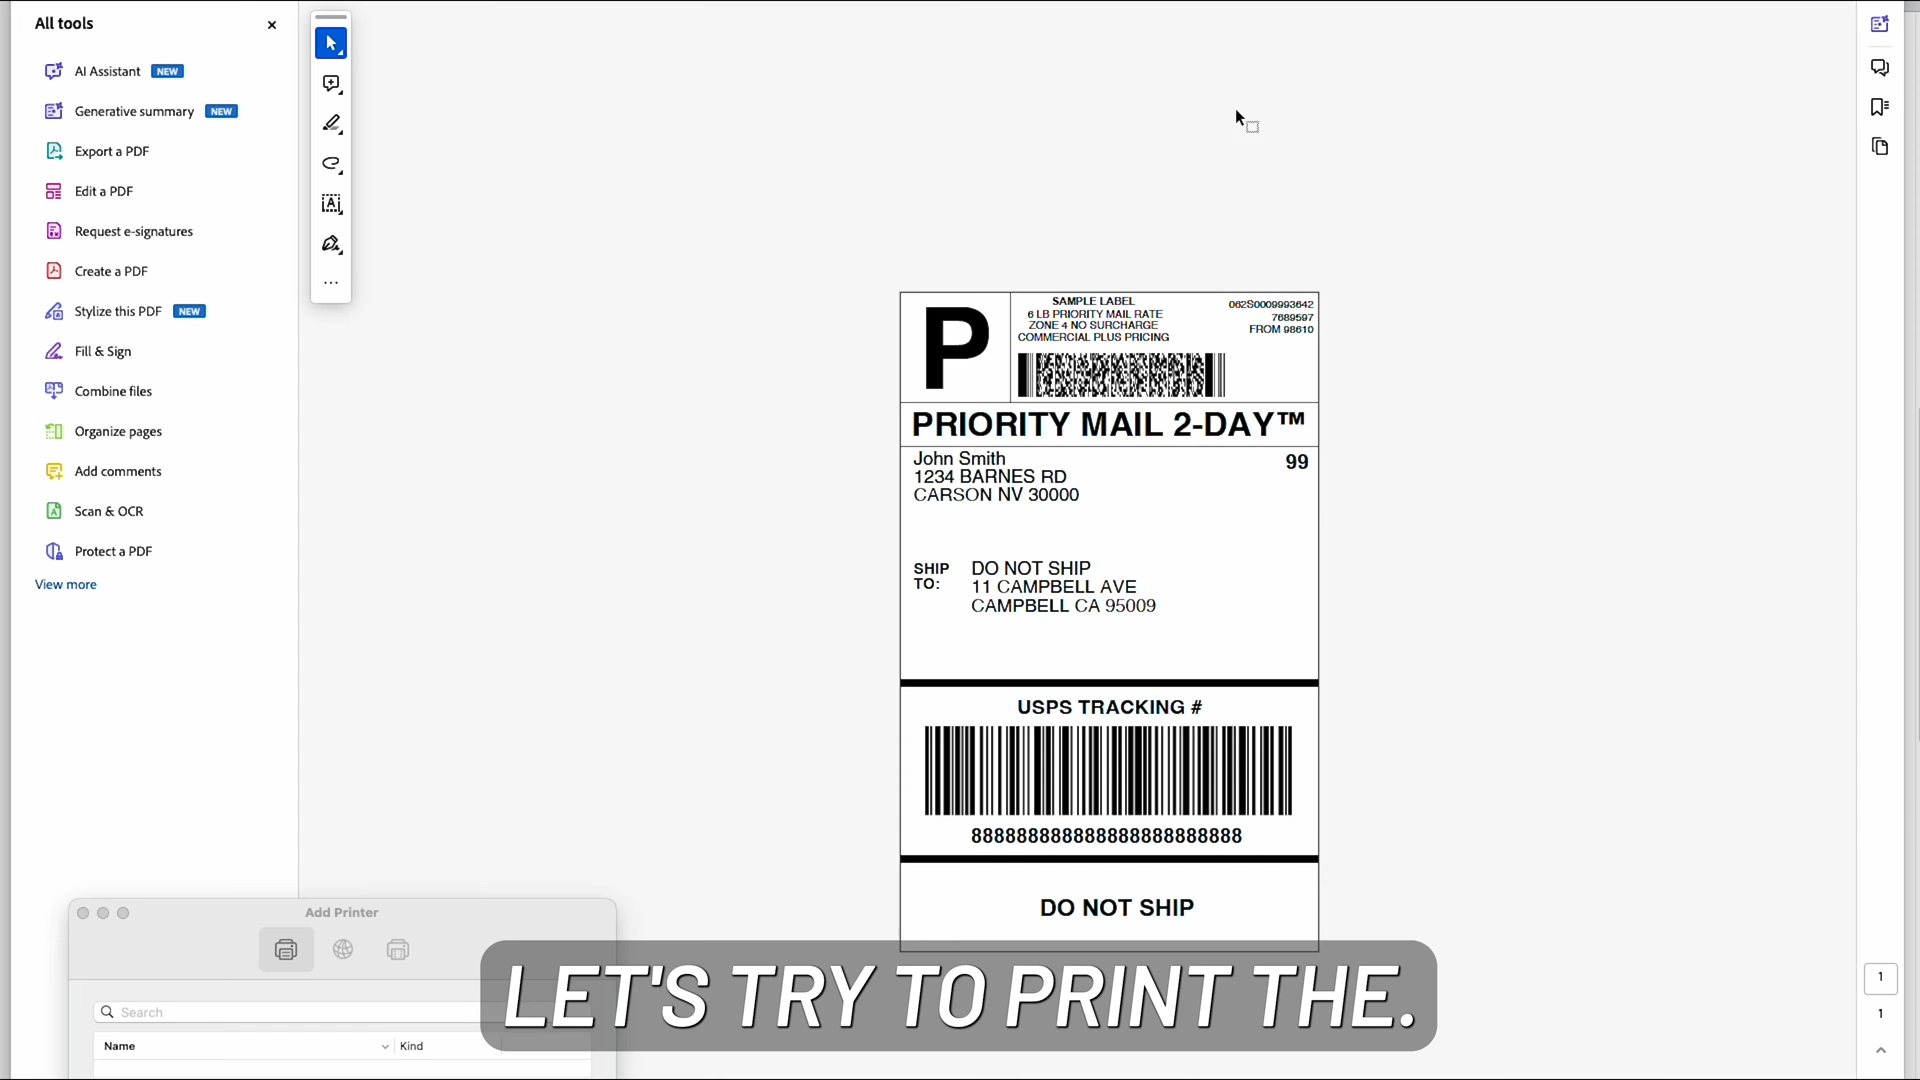 All tools
AI Assistant NEW
Generative summary NEW
Export a PDF
Edit a PDF
Request e-signatures
Create a PDF
Stylize this PDF NEW
Fill & Sign
Combine files
Organize pages
Add comments
Scan & OCR
Protect a PDF
View more
P
SAMPLE LABEL
6 LB PRIORITY MAIL RATE
ZONE 4 NO SURCHARGE
COMMERCIAL PLUS PRICING
062S0009993642
7689597
FROM 98610
PRIORITY MAIL 2-DAY™
John Smith
1234 BARNES RD
CARSON NV 30000
99
SHIP
TO:
DO NOT SHIP
11 CAMPBELL AVE
CAMPBELL CA 95009
USPS TRACKING #
888888888888888888888888
DO NOT SHIP
Add Printer
Search
Name
Kind
LET'S TRY TO PRINT THE.
1
1